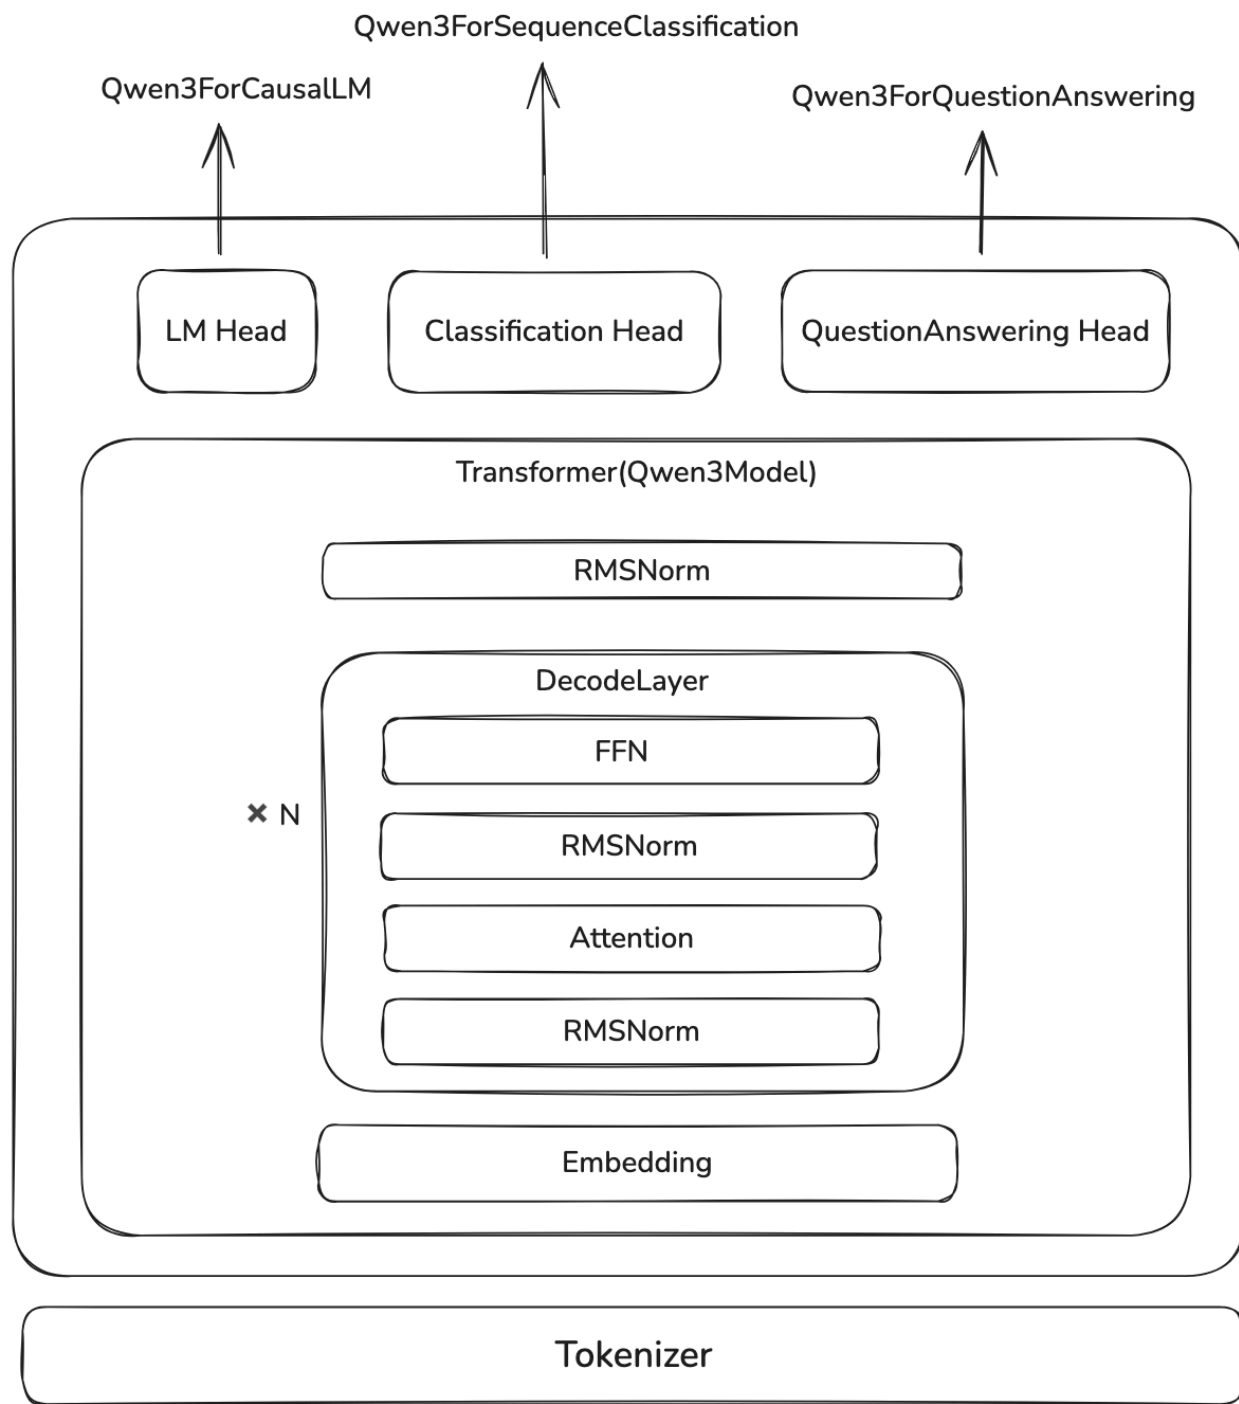 Qwen3ForSequenceClassification
Qwen3ForCausalLM
Qwen3ForQuestionAnswering
LM Head
Classification Head
QuestionAnswering Head
Transformer(Qwen3Model)
RMSNorm
DecodeLayer
FFN
× N
RMSNorm
Attention
RMSNorm
Embedding
Tokenizer